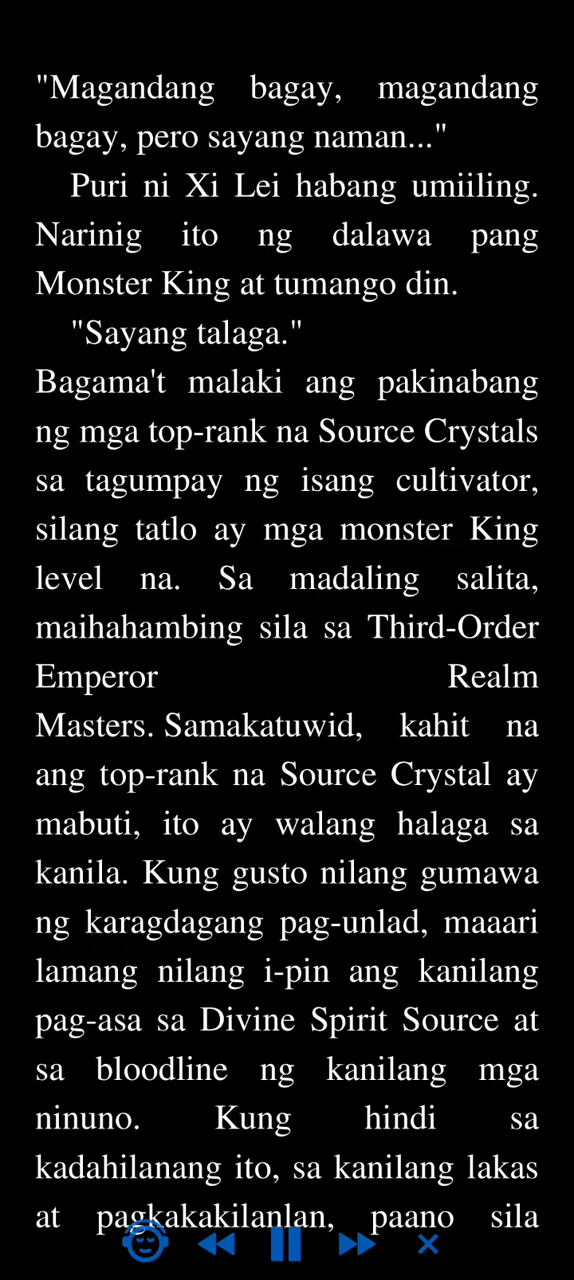 "Magandang bagay, magandang
bagay, pero sayang naman..."
Puri ni Xi Lei habang umiiling.
Narinig ito ng dalawa pang
Monster King at tumango din.
"Sayang talaga."
Bagama't malaki ang pakinabang
ng mga top-rank na Source Crystals
sa tagumpay ng isang cultivator,
silang tatlo ay mga monster King
level na. Sa madaling salita,
maihahambing sila sa Third-Order
Emperor Realm
Masters. Samakatuwid, kahit na
ang top-rank na Source Crystal ay
mabuti, ito ay walang halaga sa
kanila. Kung gusto nilang gumawa
ng karagdagang pag-unlad, maaari
lamang nilang i-pin ang kanilang
pag-asa sa Divine Spirit Source at
sa bloodline ng kanilang mga
ninuno. Kung hindi sa
kadahilanang ito, sa kanilang lakas
at pagkakakilanlan, paano sila